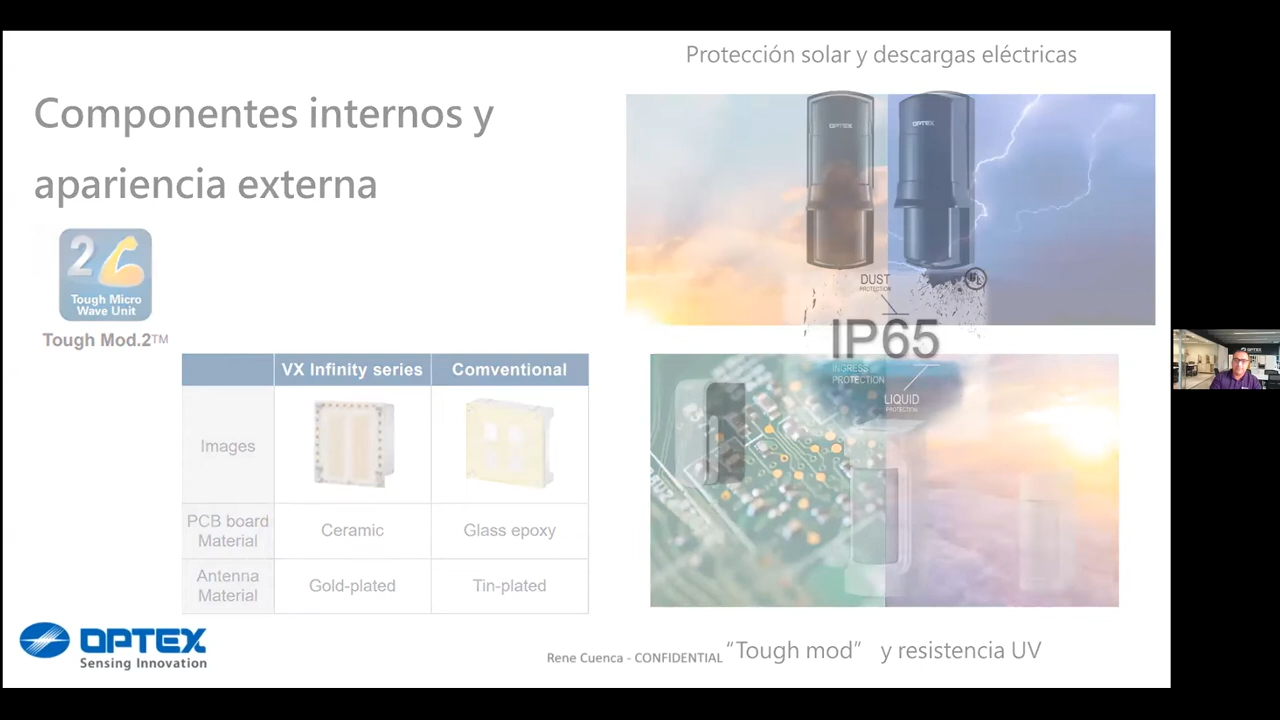 Protección solar y descargas eléctricas
Componentes internos y
apariencia externa
OPTEX
OPTEX
2
Tough Micro
Wave Unit
Tough Mod.2™
DUST
PROTECTION
IP65
INGRESS
PROTECTION
LIQUID
PROTECTION
VX Infinity series
Comventional
Images
PCB board
Material
Ceramic
Glass epoxy
Antenna
Material
Gold-plated
Tin-plated
OPTEX
Sensing Innovation
Rene Cuenca - CONFIDENTIAL
“Tough mod” y resistencia UV
OPTEX